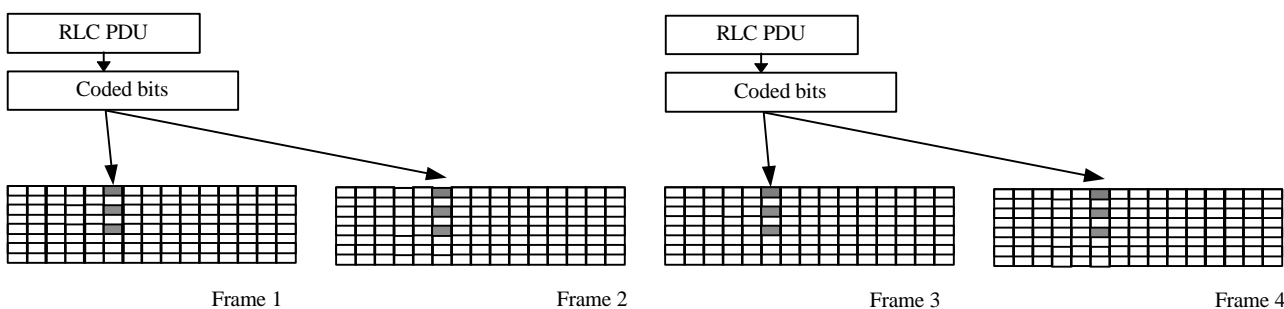 RLC PDU
Coded bits
RLC PDU
Coded bits
Frame 1
Frame 2
Frame 3
Frame 4